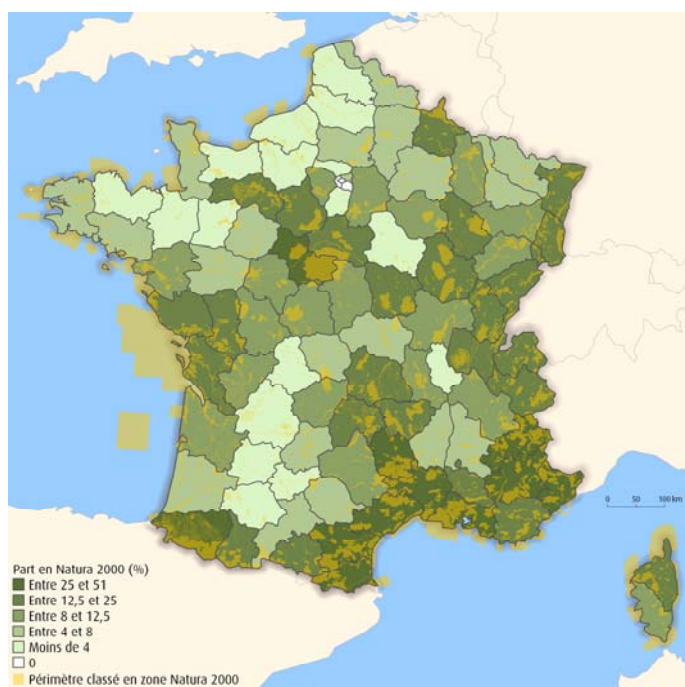 0 50 100 km
Part en Natura 2000 (%)
Entre 25 et 51
Entre 12,5 et 25
Entre 8 et 12,5
Entre 4 et 8
Moins de 4
0
Périmètre classé en zone Natura 2000